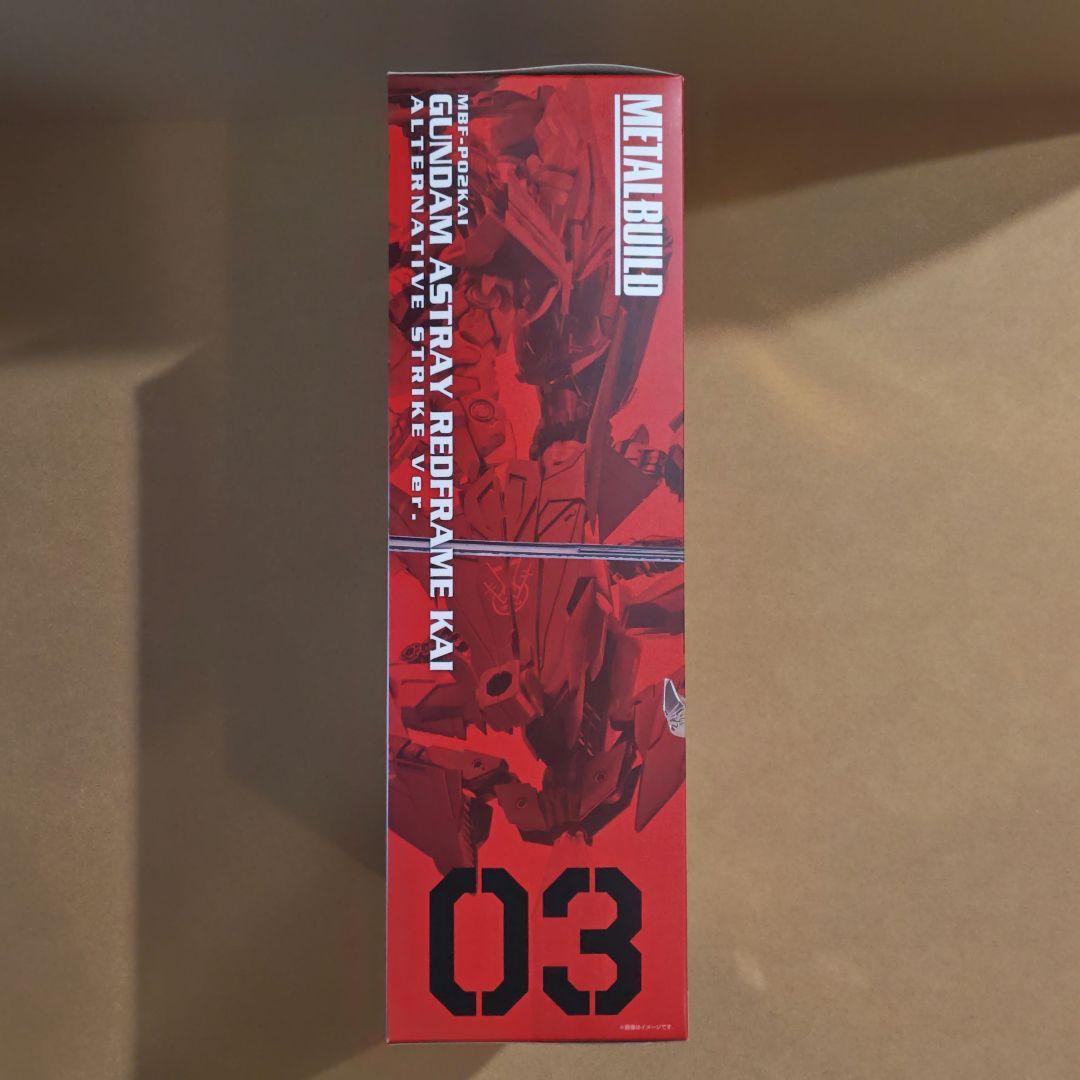 METAL BUILD
MBF-P02KAI
GUNDAM ASTRAY REDFRAME KAI
ALTERNATIVE STRIKE Ver.
03
※画像はイメージです。